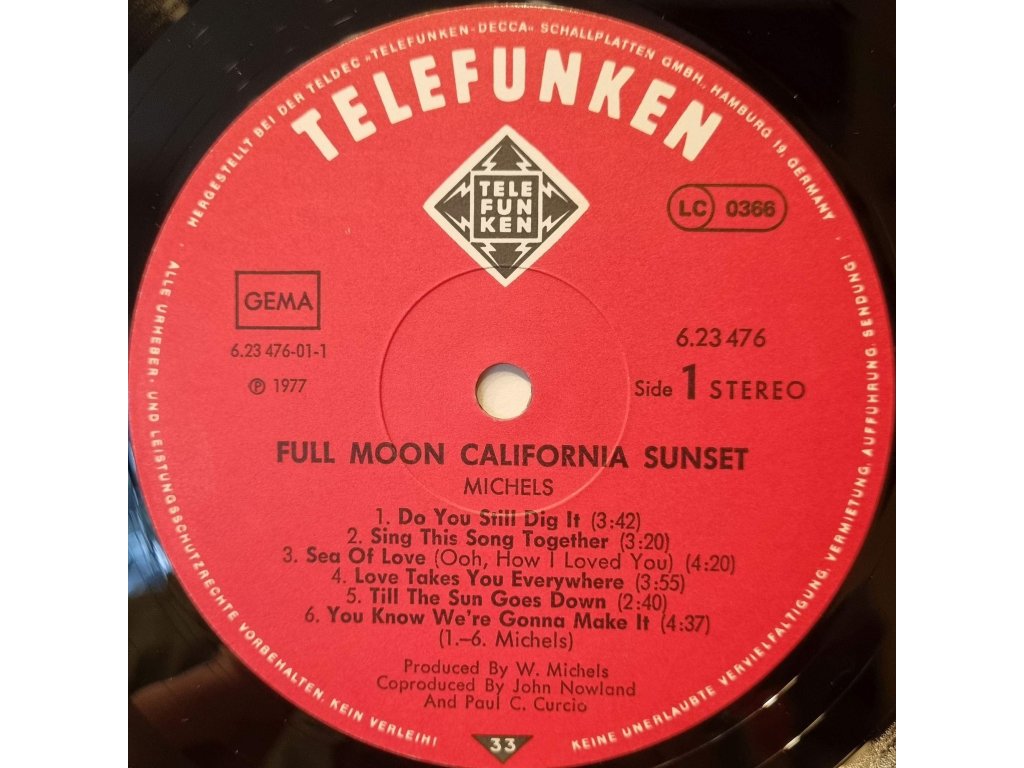 HERGESTELLT BEI DER TELDEC »TELEFUNKEN-DECCA« SCHALLPLATTEN GMBH., HAMBURG 19, GERMANY
TELEFUNKEN
TELE
FUN
KEN
LC 0366
GEMA
6.23 476-01-1
℗ 1977
6.23 476
Side 1 STEREO
FULL MOON CALIFORNIA SUNSET
MICHELS
1. Do You Still Dig It (3:42)
2. Sing This Song Together (3:20)
3. Sea Of Love (Ooh, How I Loved You) (4:20)
4. Love Takes You Everywhere (3:55)
5. Till The Sun Goes Down (2:40)
6. You Know We're Gonna Make It (4:37)
(1.–6. Michels)
Produced By W. Michels
Coproduced By John Nowland
And Paul C. Curcio
33
ALLE URHEBER- UND LEISTUNGSSCHUTZRECHTE VORBEHALTEN. KEIN VERLEIH!
KEINE UNERLAUBTE VERVIELFÄLTIGUNG, VERMIETUNG, AUFFÜHRUNG, SENDUNG!